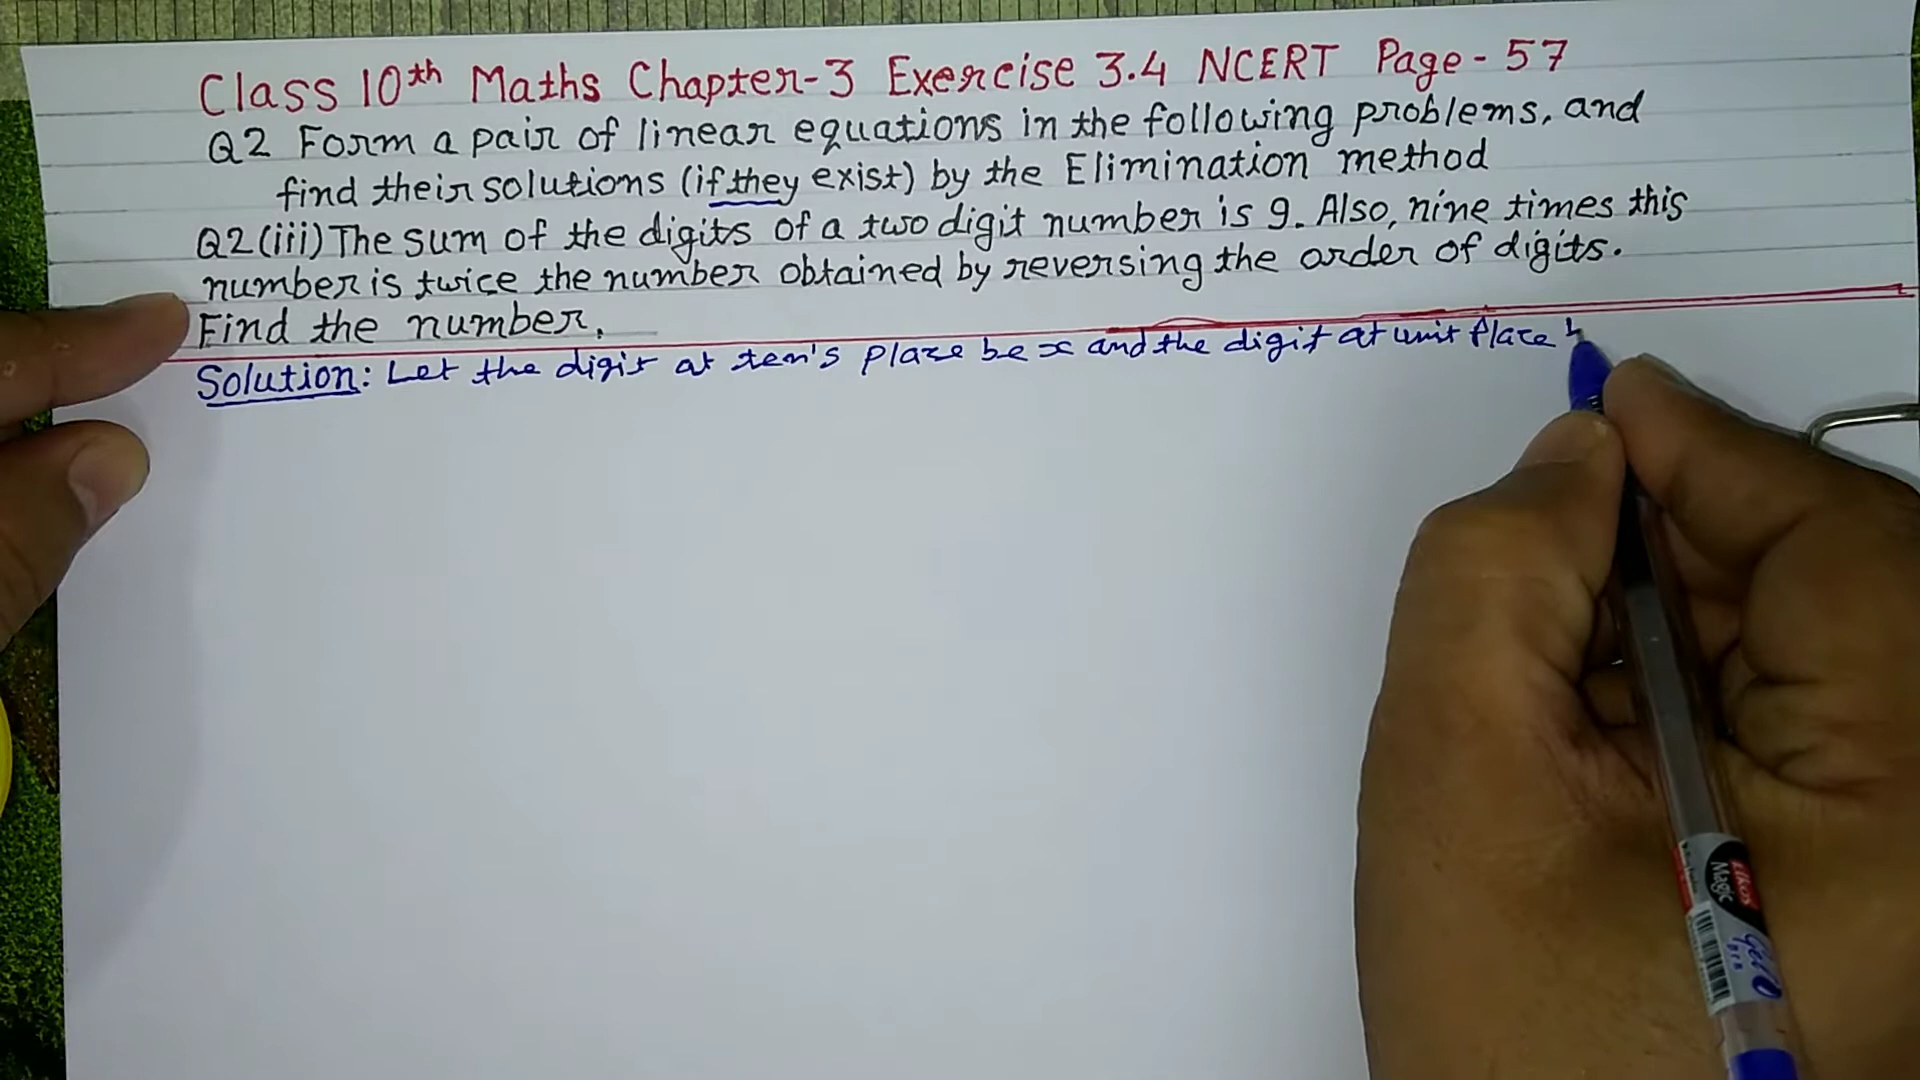 Class 10th Maths Chapter-3 Exercise 3.4 NCERT Page-57
Q2 Form a pair of linear equations in the following problems, and
find their solutions (if they exist) by the Elimination method
Q2(iii) The sum of the digits of a two digit number is 9. Also, nine times this
number is twice the number obtained by reversing the order of digits.
Find the number.
Solution: Let the digit at ten's place be x and the digit at unit place b
Magic